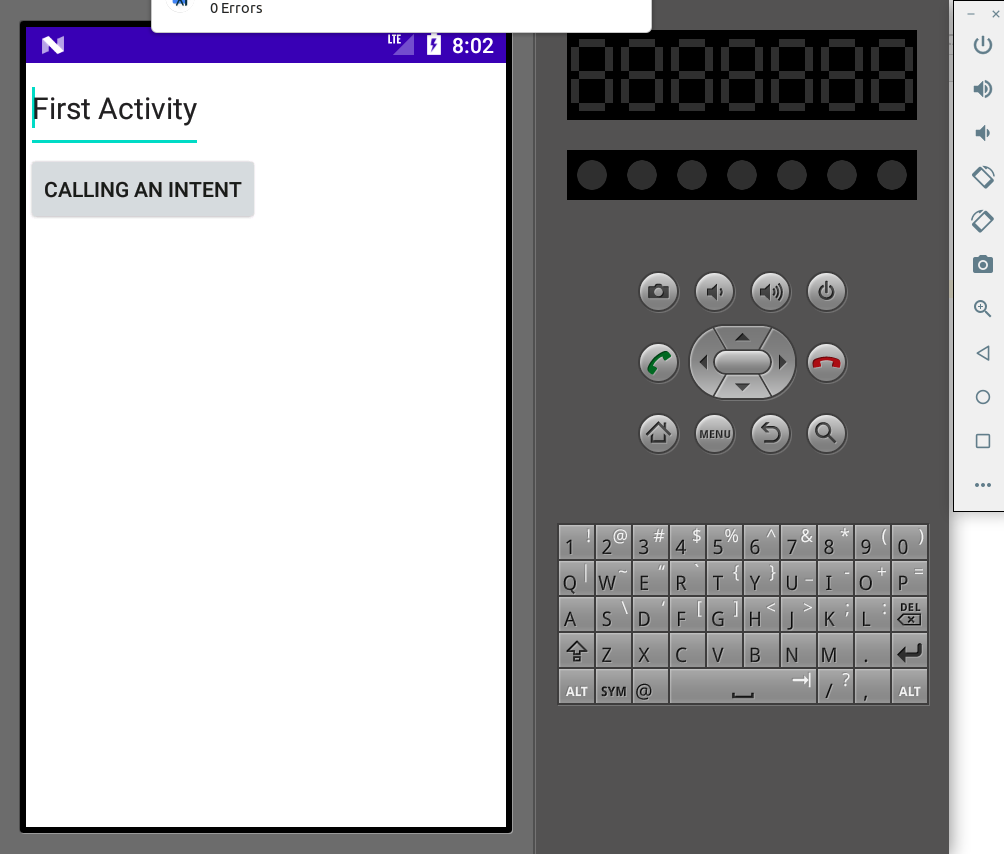 0 Errors
LTE 8:02
First Activity
CALLING AN INTENT
MENU
1 ! 2 @ 3 # 4 $ 5 % 6 ^ 7 & 8 * 9 ( 0 )
Q | W ~ E “ R ` T { Y } U _ I - O + P =
A S \ D ‘ F [ G ] H < J > K ; L : DEL
Z X C V B N M .
ALT SYM @ / ? , ALT